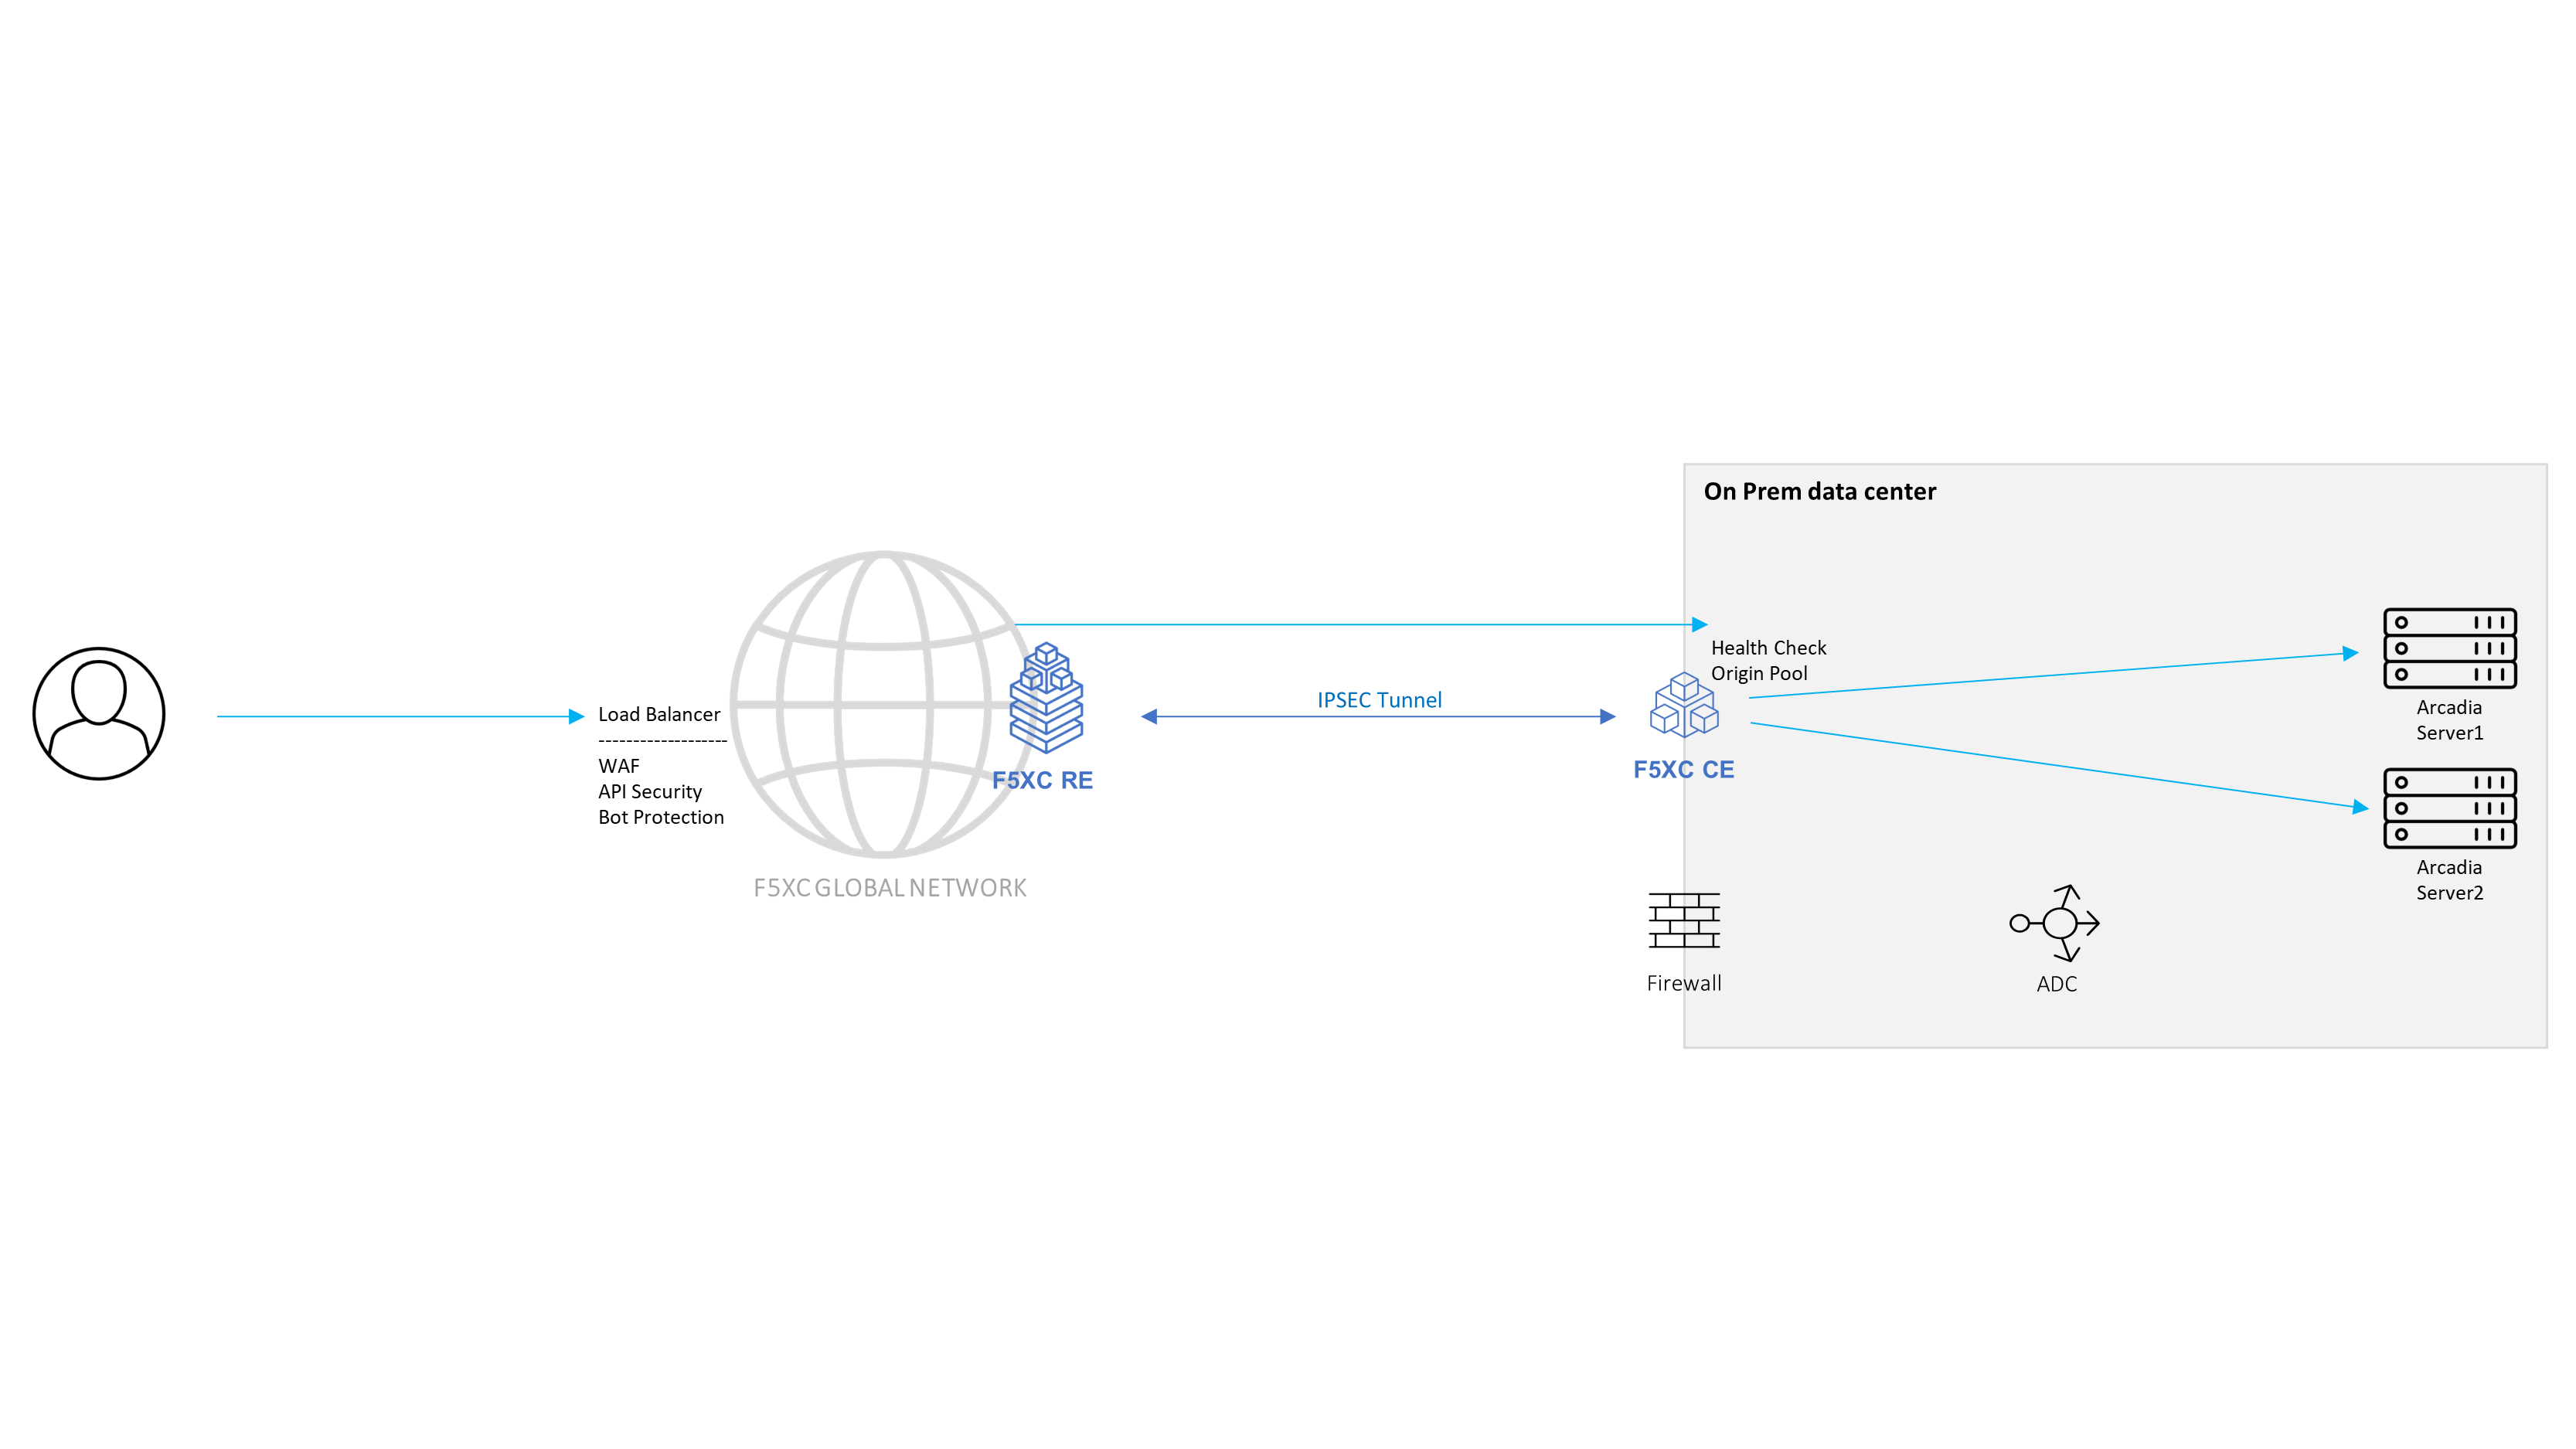 On Prem data center
Health Check
Origin Pool
IPSEC Tunnel
Load Balancer
-------------------
WAF
API Security
Bot Protection
F5XC RE
F5XC CE
F5XC GLOBAL NETWORK
Arcadia
Server1
Arcadia
Server2
Firewall
ADC